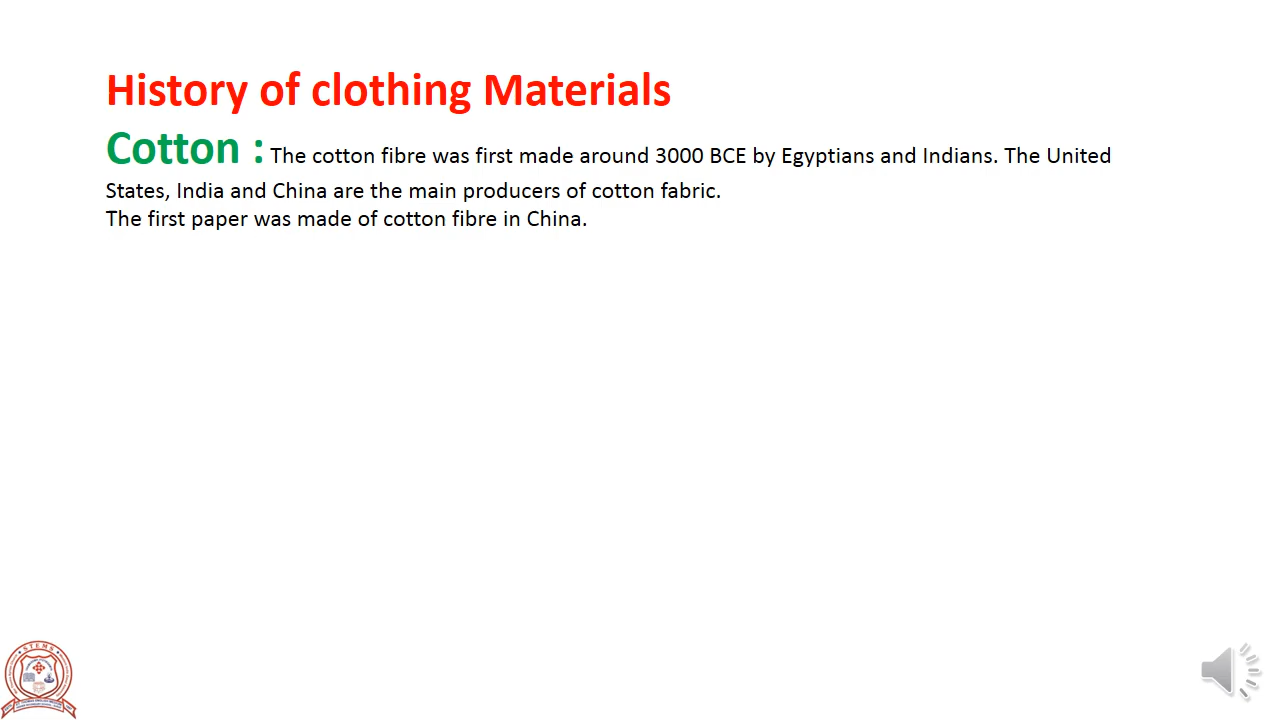 History of clothing Materials
Cotton : The cotton fibre was first made around 3000 BCE by Egyptians and Indians. The United
States, India and China are the main producers of cotton fabric.
The first paper was made of cotton fibre in China.
STEMS